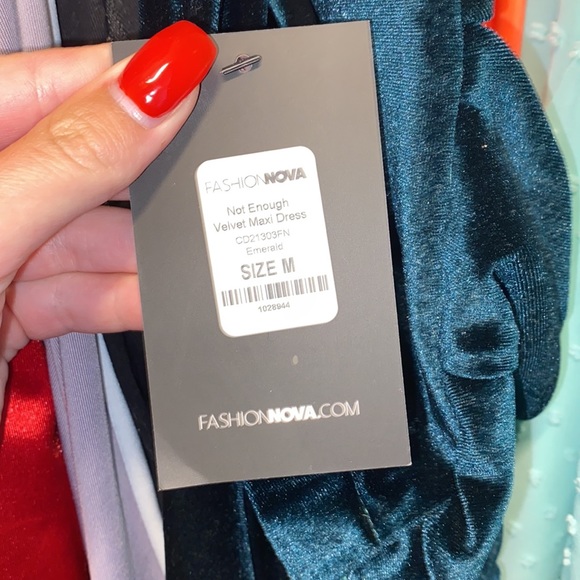 FASHIONNOVA
Not Enough
Velvet Maxi Dress
CD21303FN
Emerald
SIZE M
1028944
FASHIONNOVA.COM